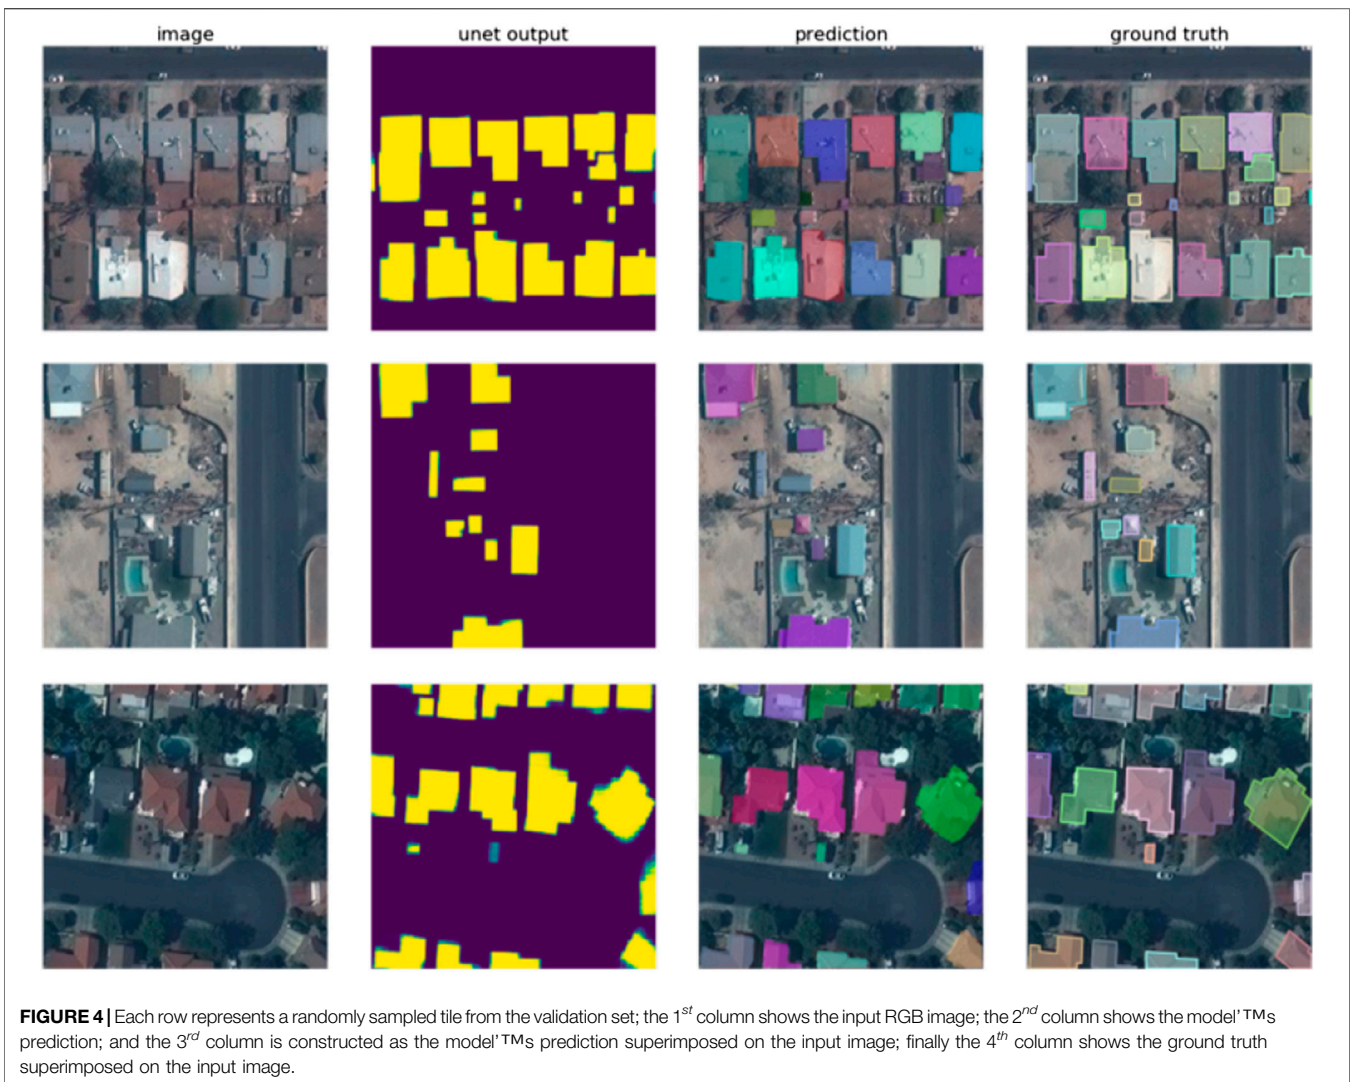 image unet output prediction ground truth
FIGURE 4 | Each row represents a randomly sampled tile from the validation set; the 1st column shows the input RGB image; the 2nd column shows the model’™s
prediction; and the 3rd column is constructed as the model’™s prediction superimposed on the input image; finally the 4th column shows the ground truth
superimposed on the input image.